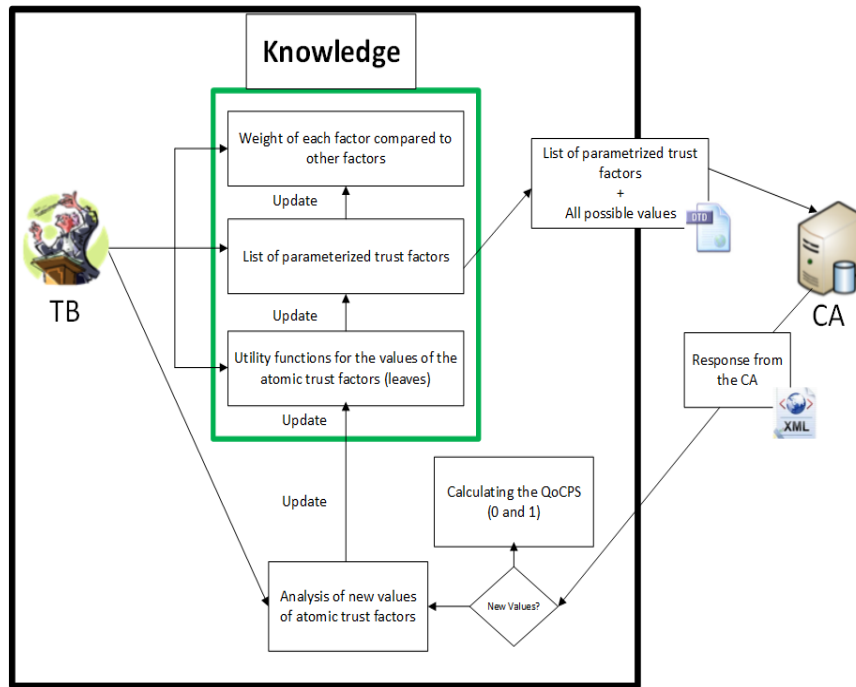 Knowledge
Weight of each factor compared to
other factors
Update
List of parameterized trust factors
Update
Utility functions for the values of the
atomic trust factors (leaves)
Update
Update
TB
List of parametrized trust
factors
+
All possible values
DTD
CA
Response from
the CA
XML
Calculating the QoCPS
(0 and 1)
New Values?
Analysis of new values
of atomic trust factors